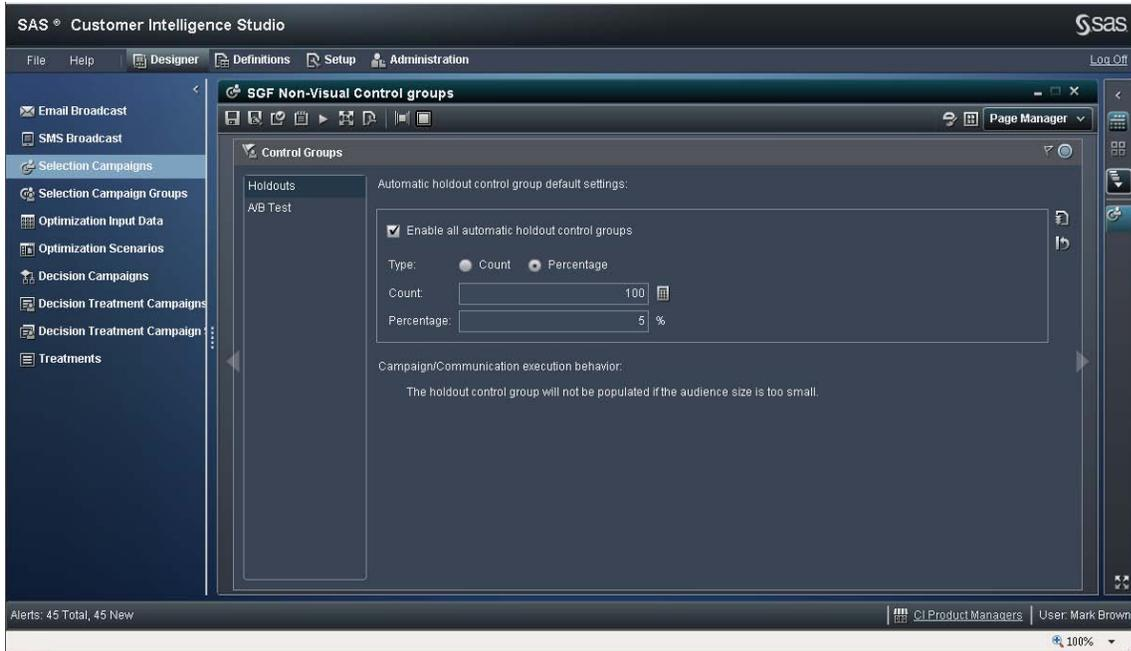 SAS ® Customer Intelligence Studio
sas
File Help Designer Definitions Setup Administration
Log Off
Email Broadcast
SMS Broadcast
Selection Campaigns
Selection Campaign Groups
Optimization Input Data
Optimization Scenarios
Decision Campaigns
Decision Treatment Campaigns
Decision Treatment Campaign
Treatments
SGF Non-Visual Control groups
Page Manager
Control Groups
Holdouts
A/B Test
Automatic holdout control group default settings:
Enable all automatic holdout control groups
Type: Count Percentage
Count: 100
Percentage: 5 %
Campaign/Communication execution behavior:
The holdout control group will not be populated if the audience size is too small.
Alerts: 45 Total, 45 New
CI Product Managers User: Mark Brown
100%